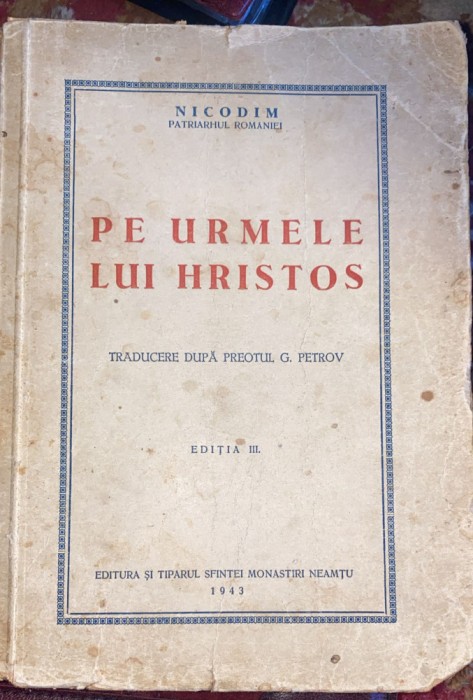 NICODIM
PATRIARHUL ROMANIEI
PE URMELE
LUI HRISTOS
TRADUCERE DUPĂ PREOTUL G. PETROV
EDIȚIA III.
EDITURA ȘI TIPARUL SFINTEI MONASTIRI NEAMȚU
1943